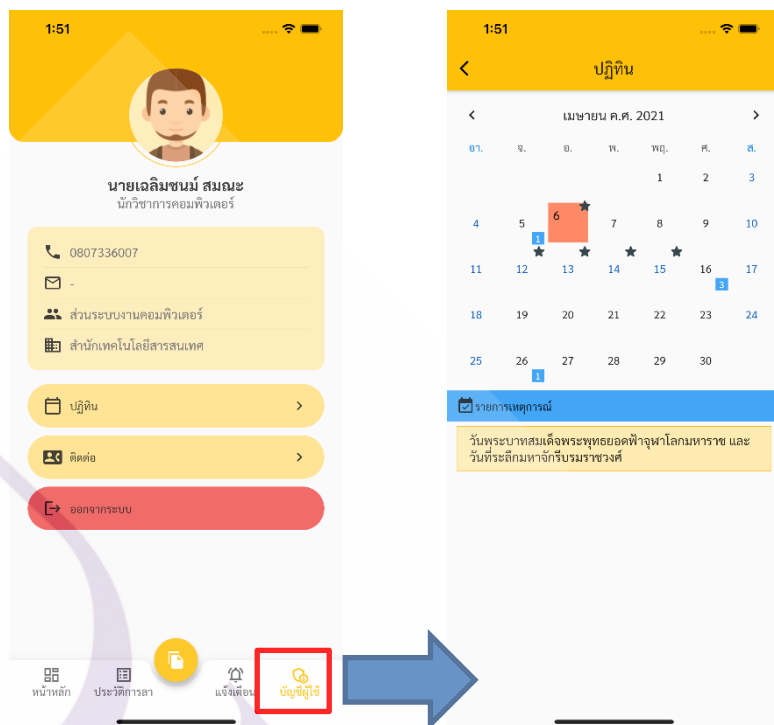 1:51
นายเฉลิมชนม์ สมณะ
นักวิชาการคอมพิวเตอร์
0807336007
-
ส่วนระบบงานคอมพิวเตอร์
สำนักเทคโนโลยีสารสนเทศ
ปฏิทิน
ติดต่อ
ออกจากระบบ
หน้าหลัก ประวัติการลา แจ้งเตือน บัญชีผู้ใช้
1:51
ปฏิทิน
เมษายน ค.ศ. 2021
อา. จ. อ. พ. พฤ. ศ. ส.
1 2 3
4 5 6 7 8 9 10
1
11 12 13 14 15 16 17
3
18 19 20 21 22 23 24
25 26 27 28 29 30
1
รายการเหตุการณ์
วันพระบาทสมเด็จพระพุทธยอดฟ้าจุฬาโลกมหาราช และ
วันที่ระลึกมหาจักรีบรมราชวงศ์